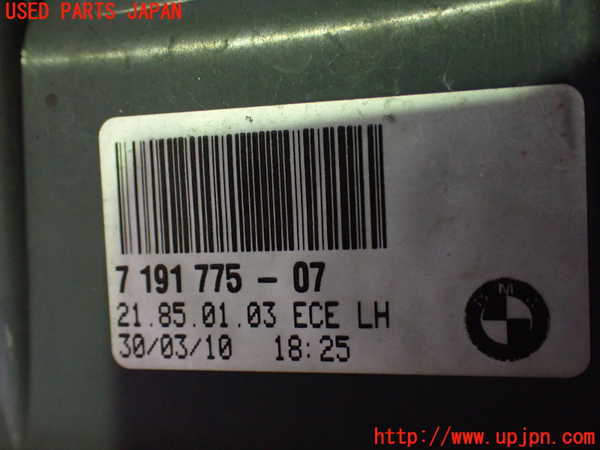 USED PARTS JAPAN
7 191 775 - 07
21.85.01.03 ECE LH
30/03/10 18:25
http://www.upjpn.com/